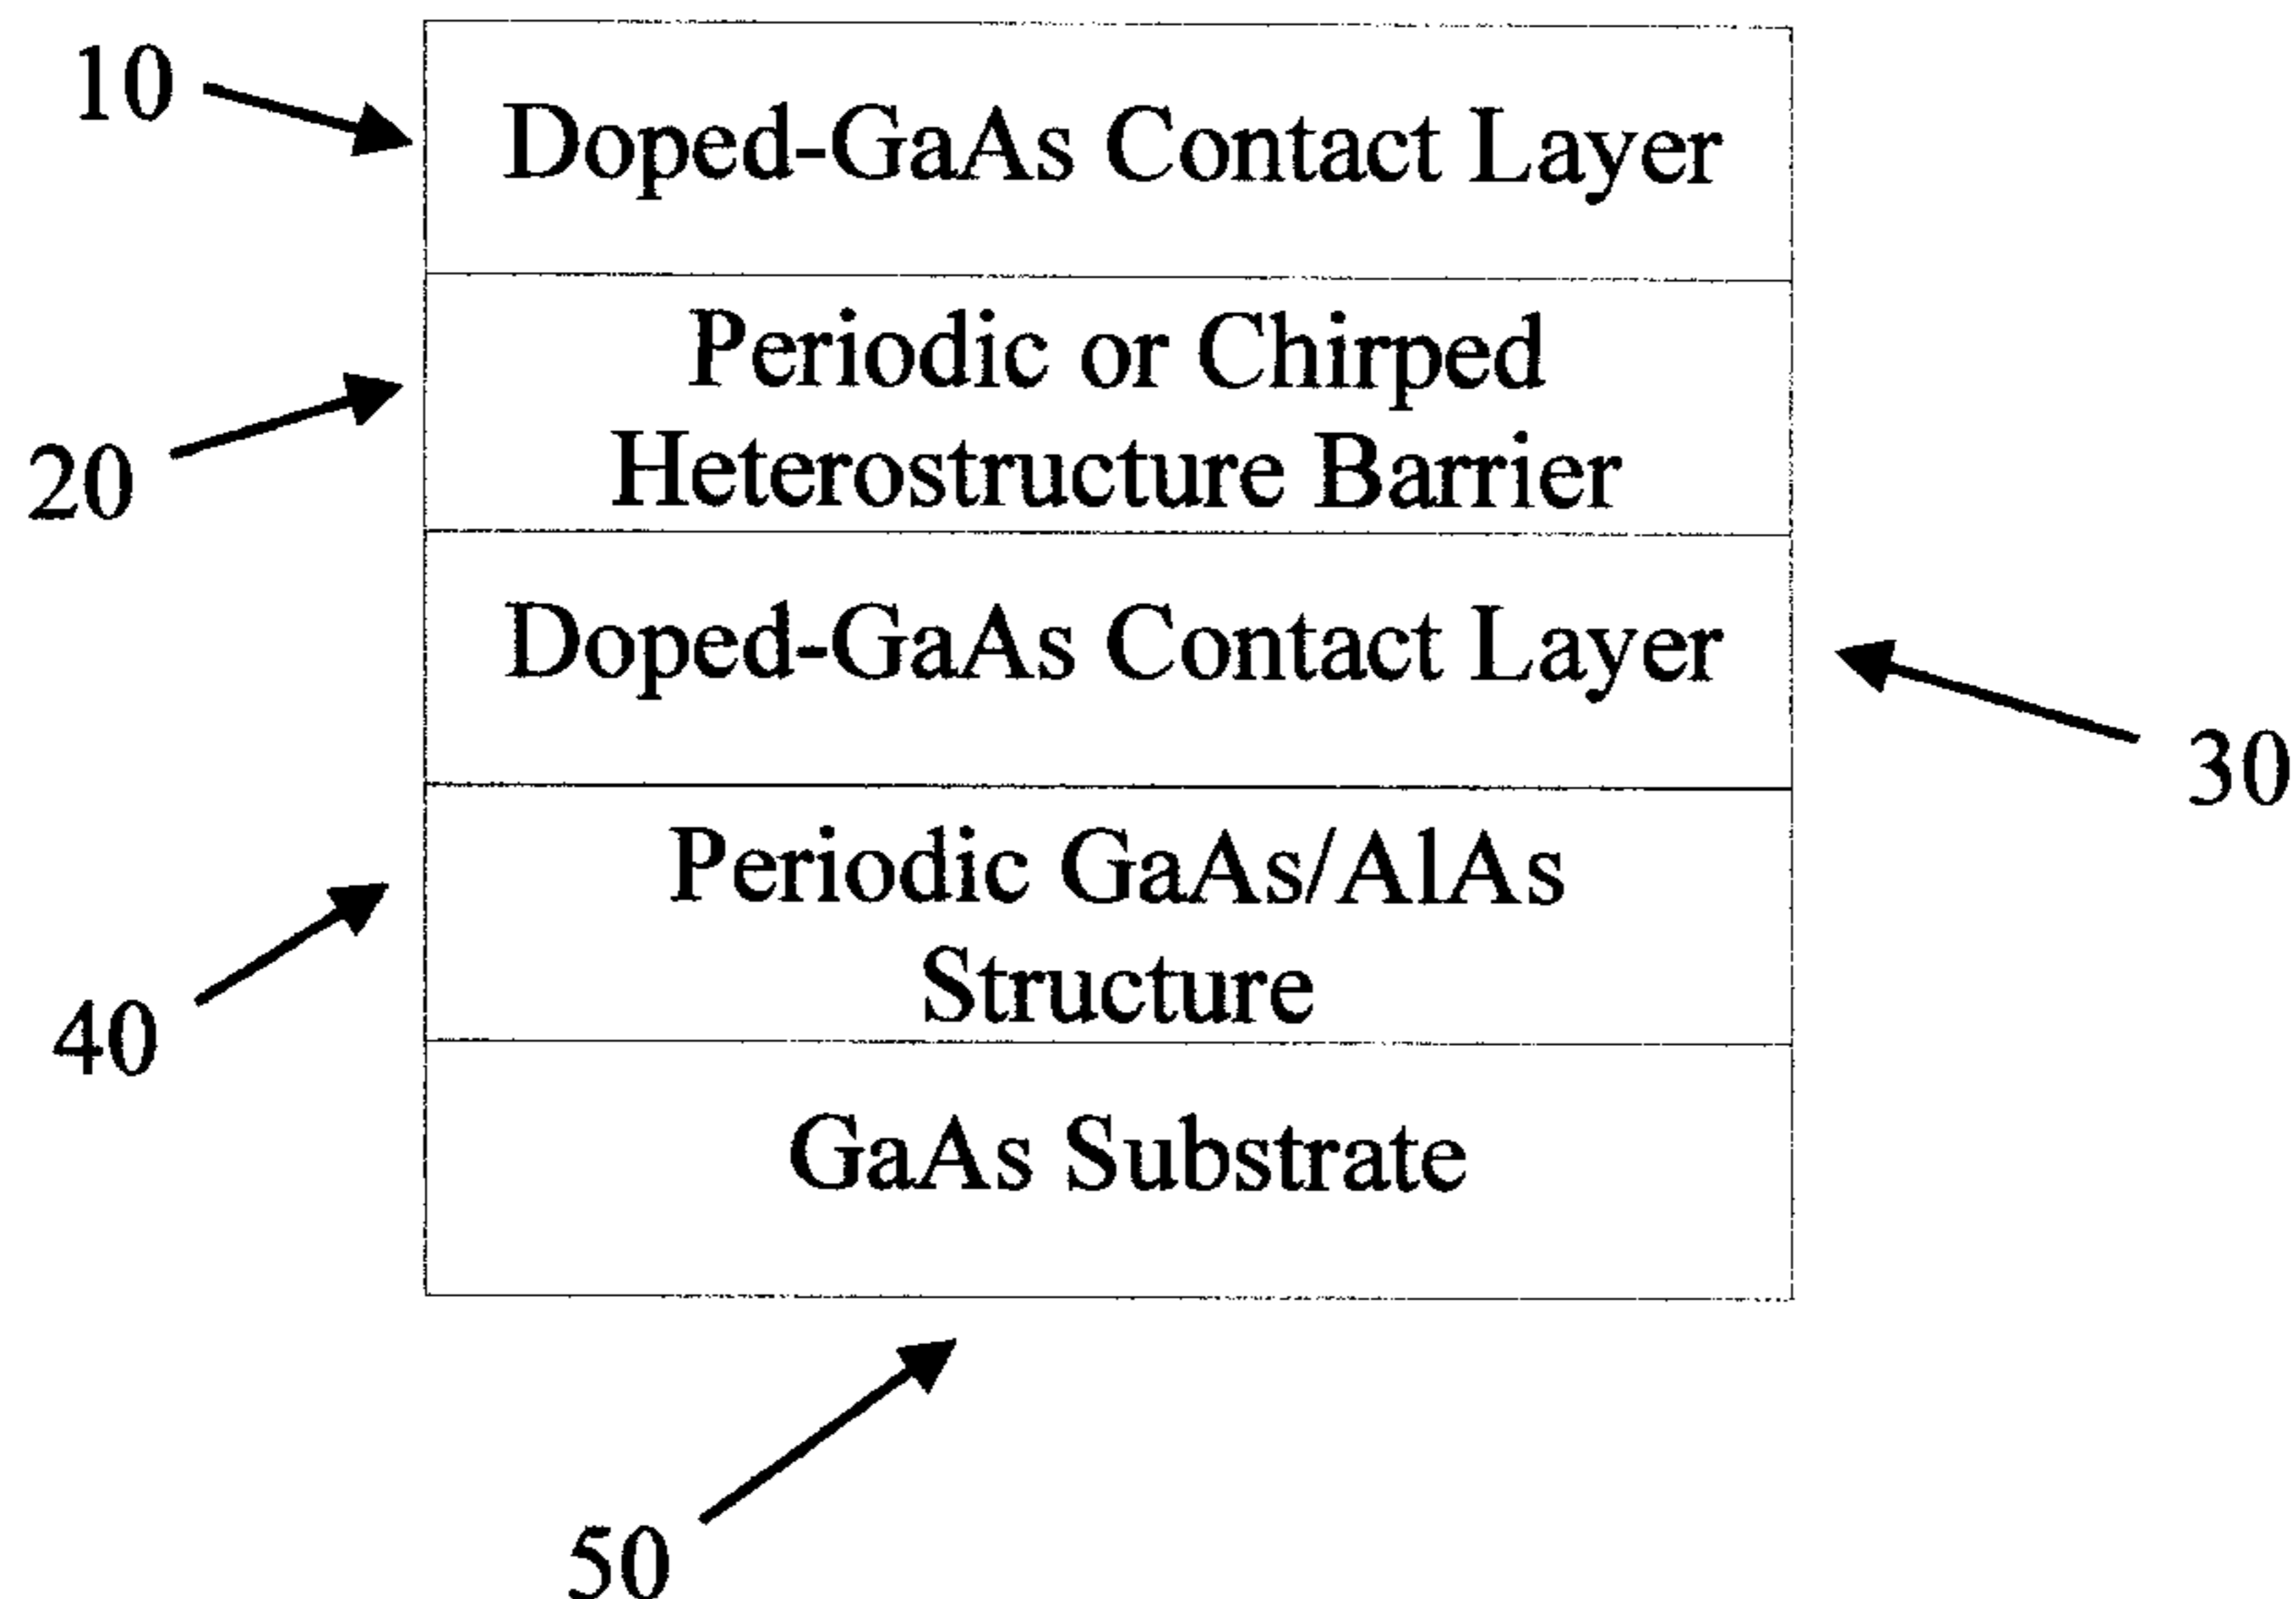 10
Doped-GaAs Contact Layer
Periodic or Chirped
Heterostructure Barrier
20
Doped-GaAs Contact Layer
30
Periodic GaAs/AlAs
Structure
40
GaAs Substrate
50